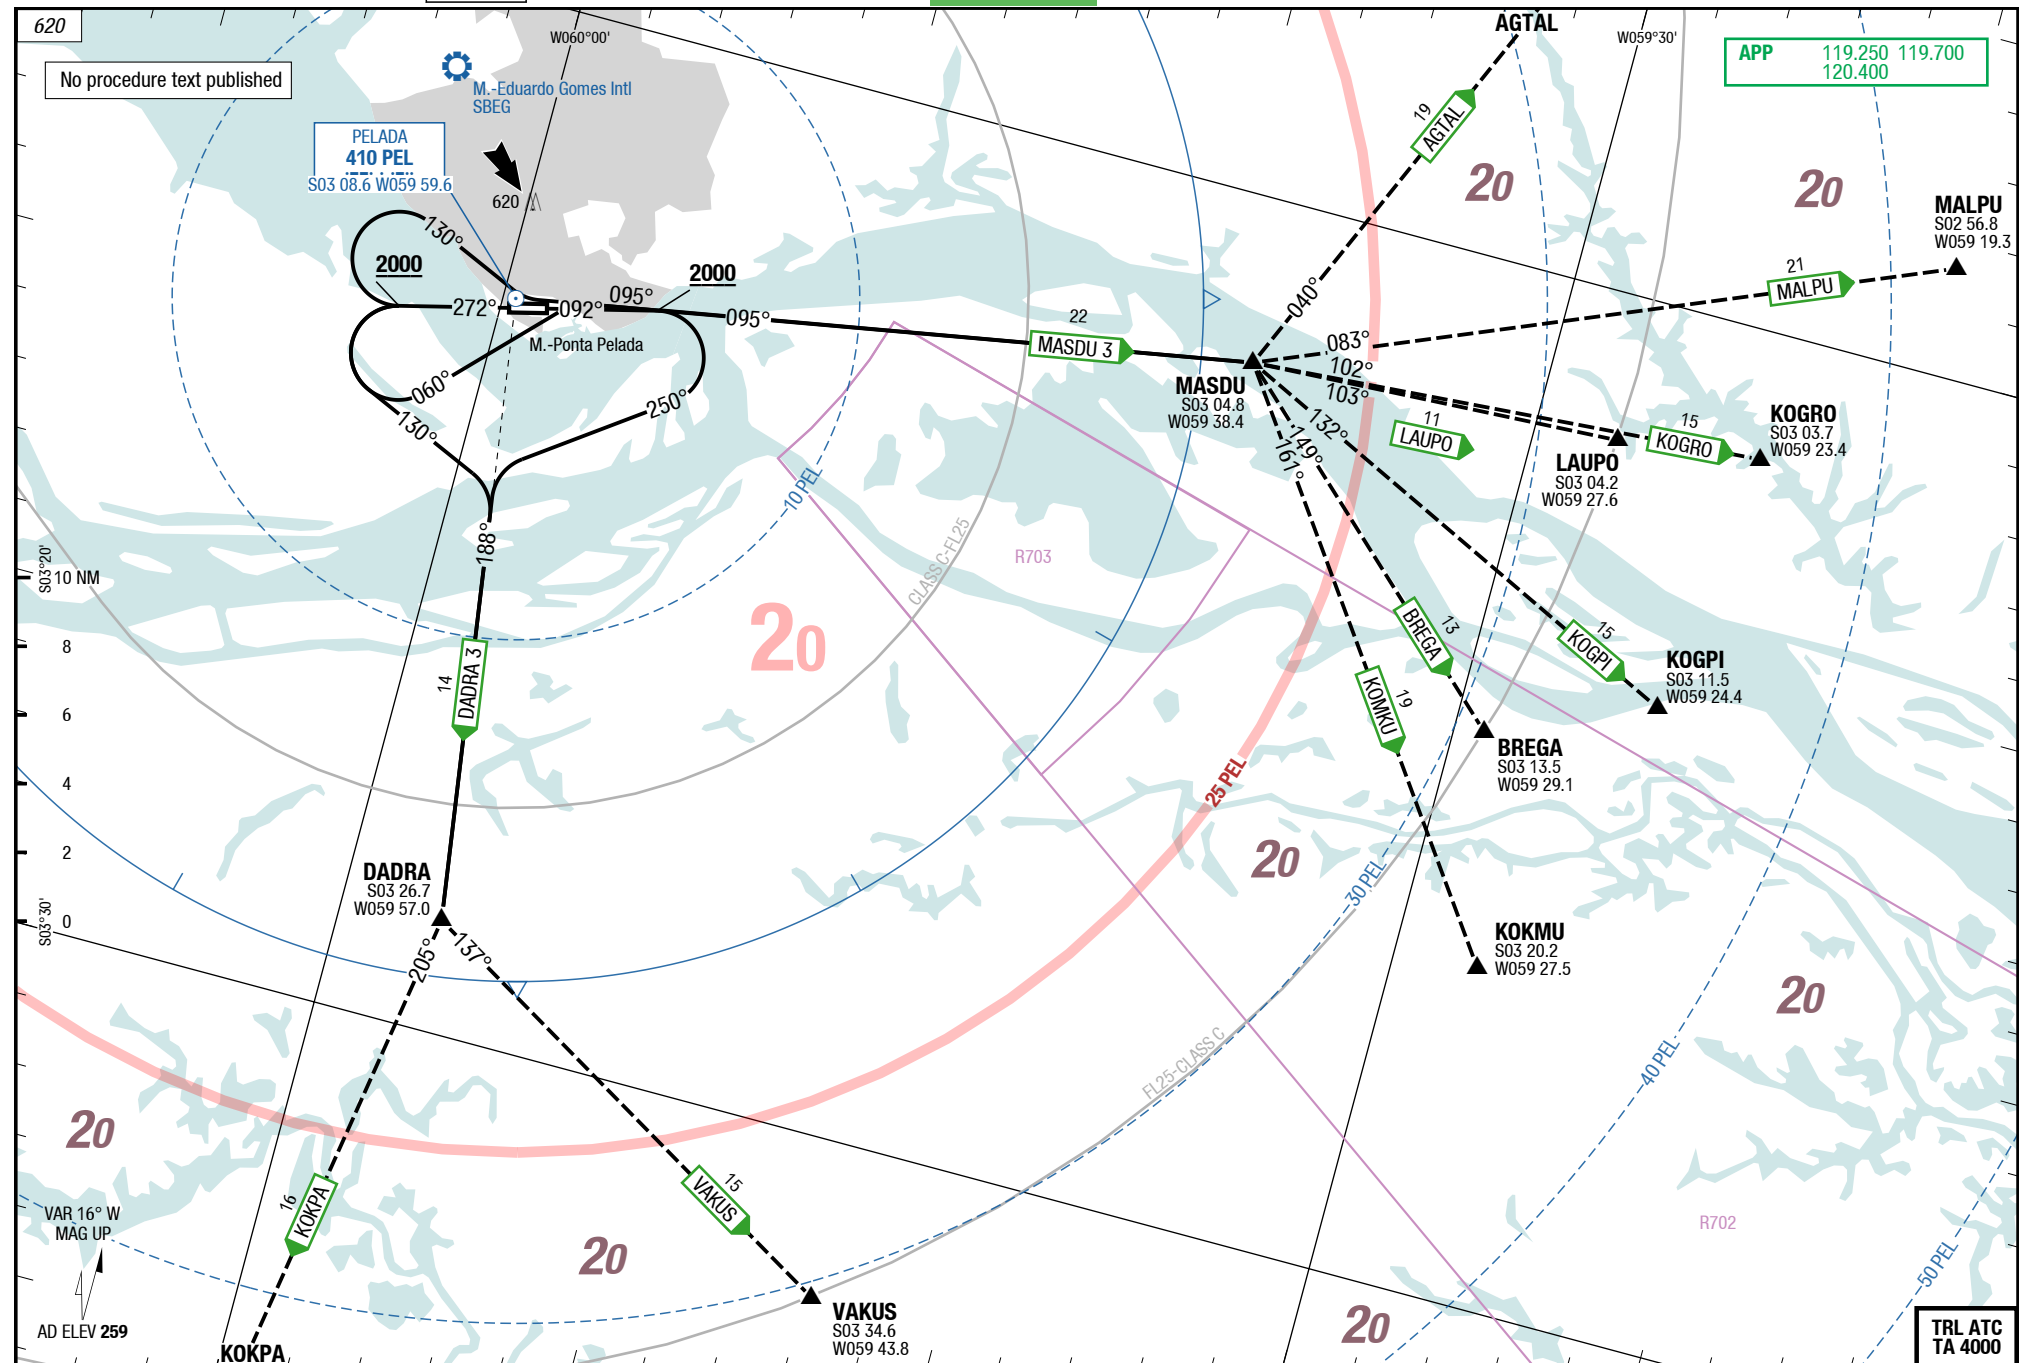 620
No procedure text published
W060°00'
M.-Eduardo Gomes Intl
SBEG
PELADA
410 PEL
S03 08.6 W059 59.6
620
AGTAL
W059°30'
APP 119.250 119.700
120.400
19
AGTAL
20
20
MALPU
S02 56.8
W059 19.3
21
MALPU
130°
2000
272°
092°
095°
2000
095°
M.-Ponta Pelada
060°
130°
250°
22
MASDU 3
MASDU
S03 04.8
W059 38.4
040°
083°
102°
103°
132°
149°
161°
11
LAUPO
LAUPO
S03 04.2
W059 27.6
15
KOGRO
KOGRO
S03 03.7
W059 23.4
188°
10 PEL
CLASS C-FL25
R703
S03°20'
10 NM
8
6
4
2
0
S03°30'
14
DADRA 3
20
25 PEL
13
BREGA
15
KOGPI
KOGPI
S03 11.5
W059 24.4
19
KOMKU
BREGA
S03 13.5
W059 29.1
DADRA
S03 26.7
W059 57.0
205°
137°
20
30 PEL
KOKMU
S03 20.2
W059 27.5
20
FL25-CLASS C
40 PEL
20
VAR 16° W
MAG UP
AD ELEV 259
16
KOKPA
KOKPA
15
VAKUS
20
VAKUS
S03 34.6
W059 43.8
R702
50 PEL
20
TRL ATC
TA 4000